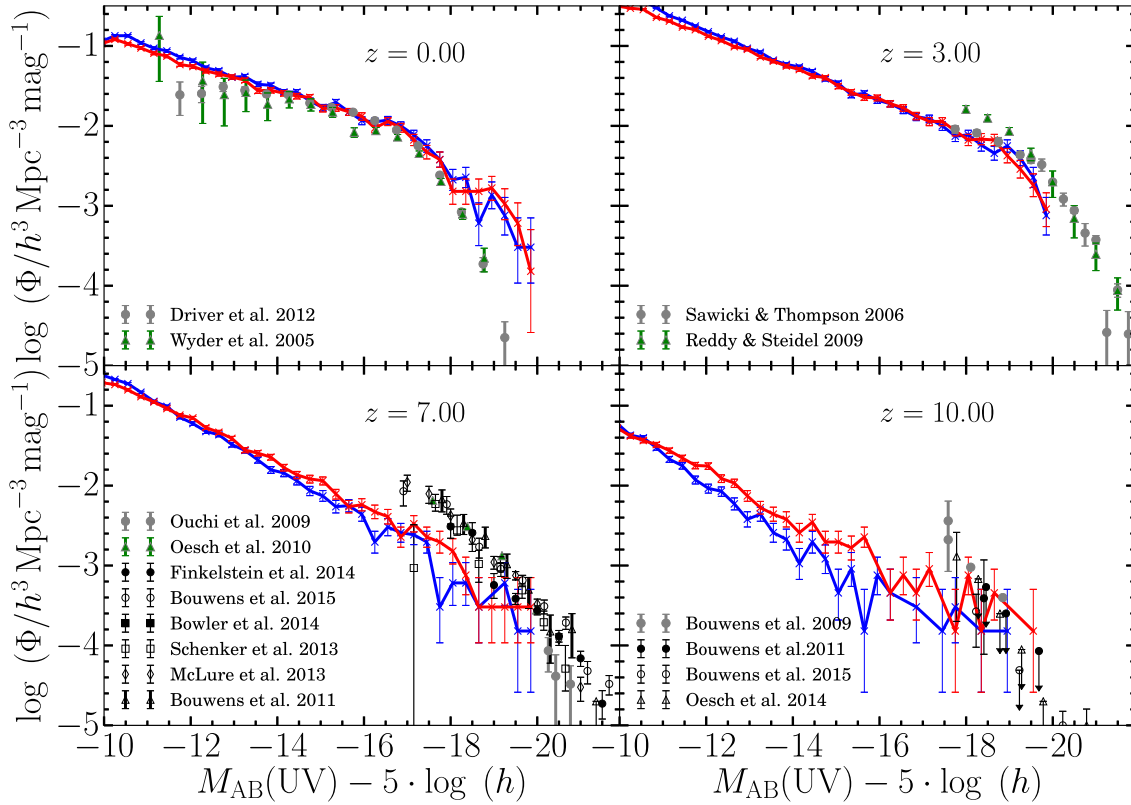 −1
−2
−3
−4
−5
log (Φ/h³ Mpc⁻³ mag⁻¹)
z = 0.00
Driver et al. 2012
Wyder et al. 2005
z = 3.00
Sawicki & Thompson 2006
Reddy & Steidel 2009
−1
−2
−3
−4
−5
log (Φ/h³ Mpc⁻³ mag⁻¹)
z = 7.00
Ouchi et al. 2009
Oesch et al. 2010
Finkelstein et al. 2014
Bouwens et al. 2015
Bowler et al. 2014
Schenker et al. 2013
McLure et al. 2013
Bouwens et al. 2011
z = 10.00
Bouwens et al. 2009
Bouwens et al.2011
Bouwens et al. 2015
Oesch et al. 2014
−10 −12 −14 −16 −18 −20
−10 −12 −14 −16 −18 −20
M_AB(UV) − 5 · log (h)
M_AB(UV) − 5 · log (h)